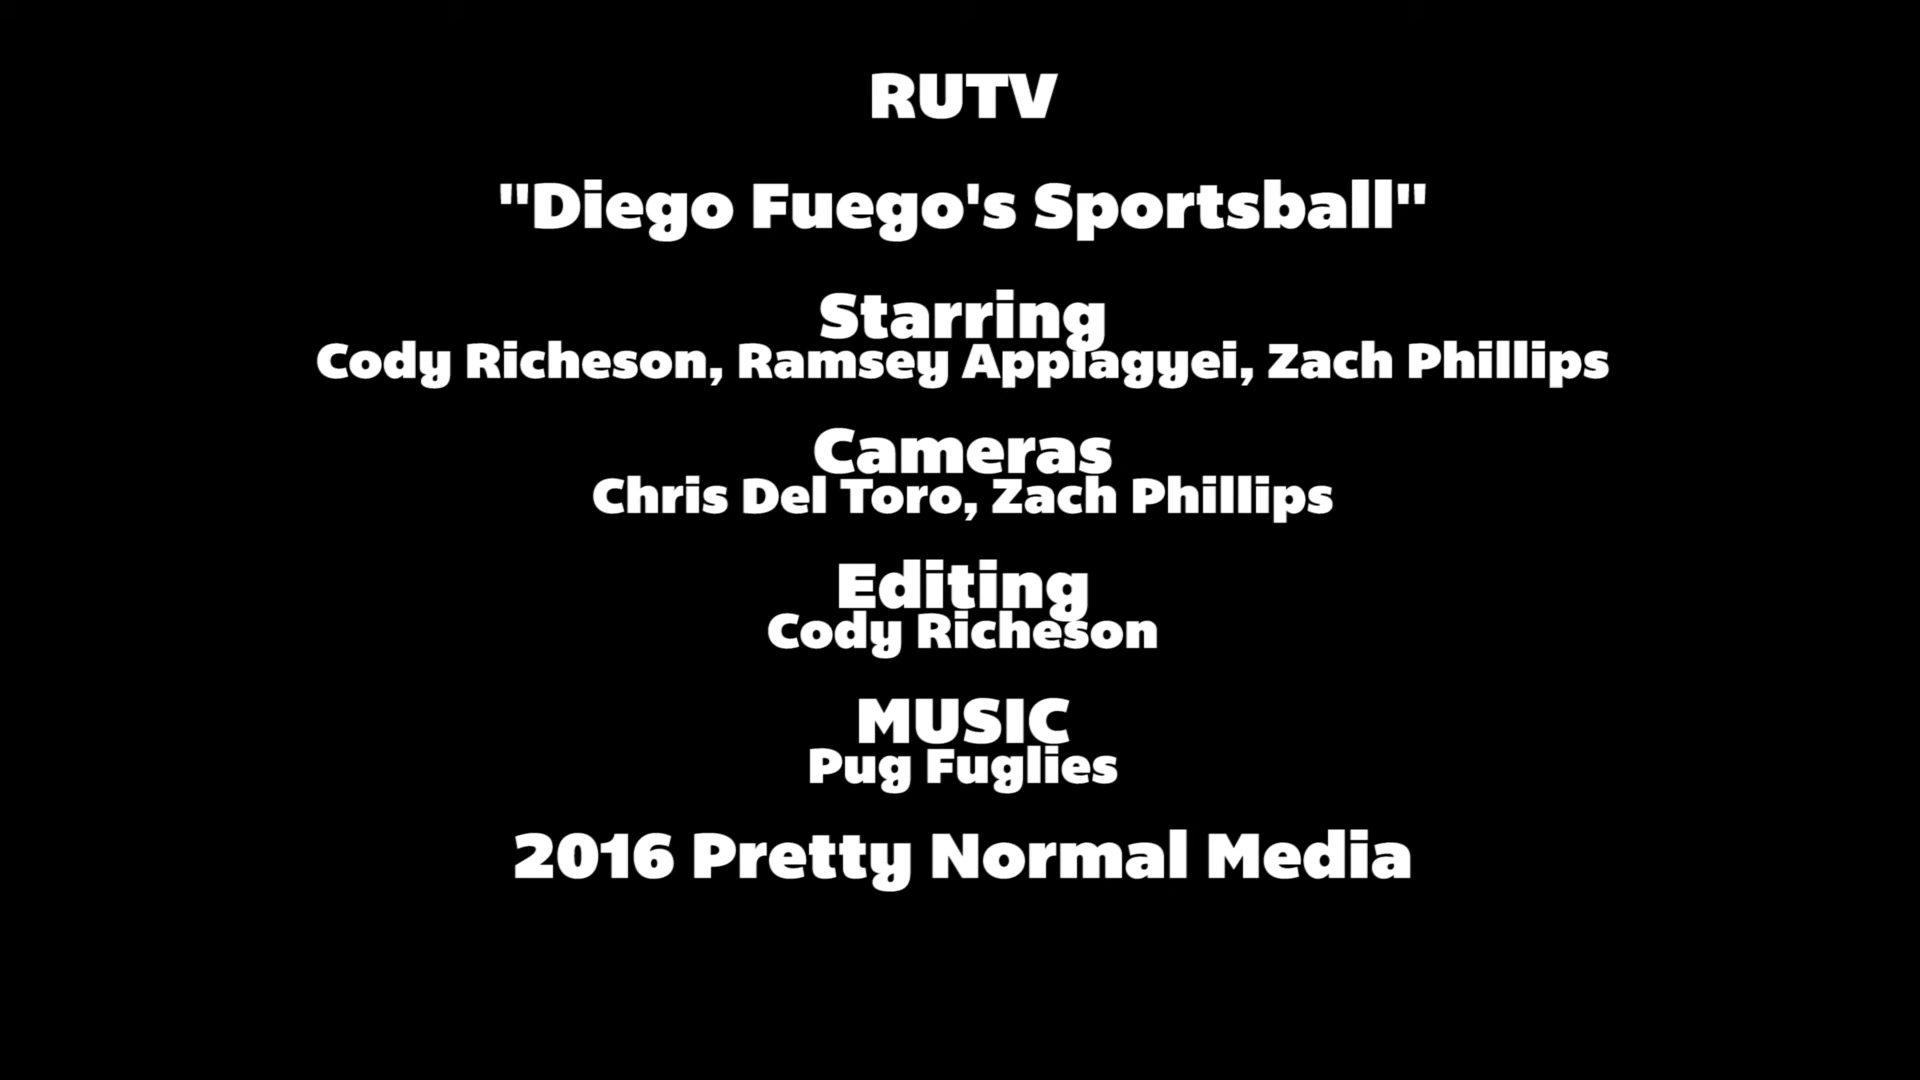 RUTV
"Diego Fuego's Sportsball"
Starring
Cody Richeson, Ramsey Applagyei, Zach Phillips
Cameras
Chris Del Toro, Zach Phillips
Editing
Cody Richeson
MUSIC
Pug Fuglies
2016 Pretty Normal Media